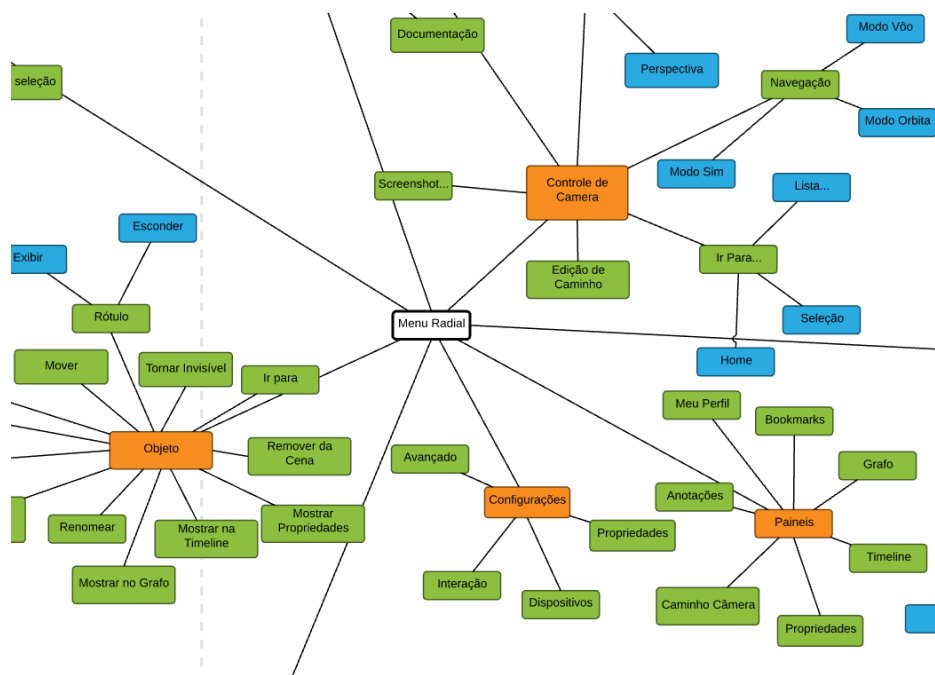 Modo Vôo
Documentação
Perspectiva
seleção
Navegação
Modo Orbita
Modo Sim
Screenshot...
Controle de
Camera
Lista...
Esconder
Exibir
Ir Para...
Edição de
Caminho
Rótulo
Menu Radial
Seleção
Home
Mover
Tornar Invisível
Ir para
Meu Perfil
Bookmarks
Objeto
Remover da
Cena
Avançado
Grafo
Configurações
Anotações
Renomear
Mostrar na
Timeline
Mostrar
Propriedades
Propriedades
Paineis
Timeline
Mostrar no Grafo
Interação
Dispositivos
Caminho Câmera
Propriedades